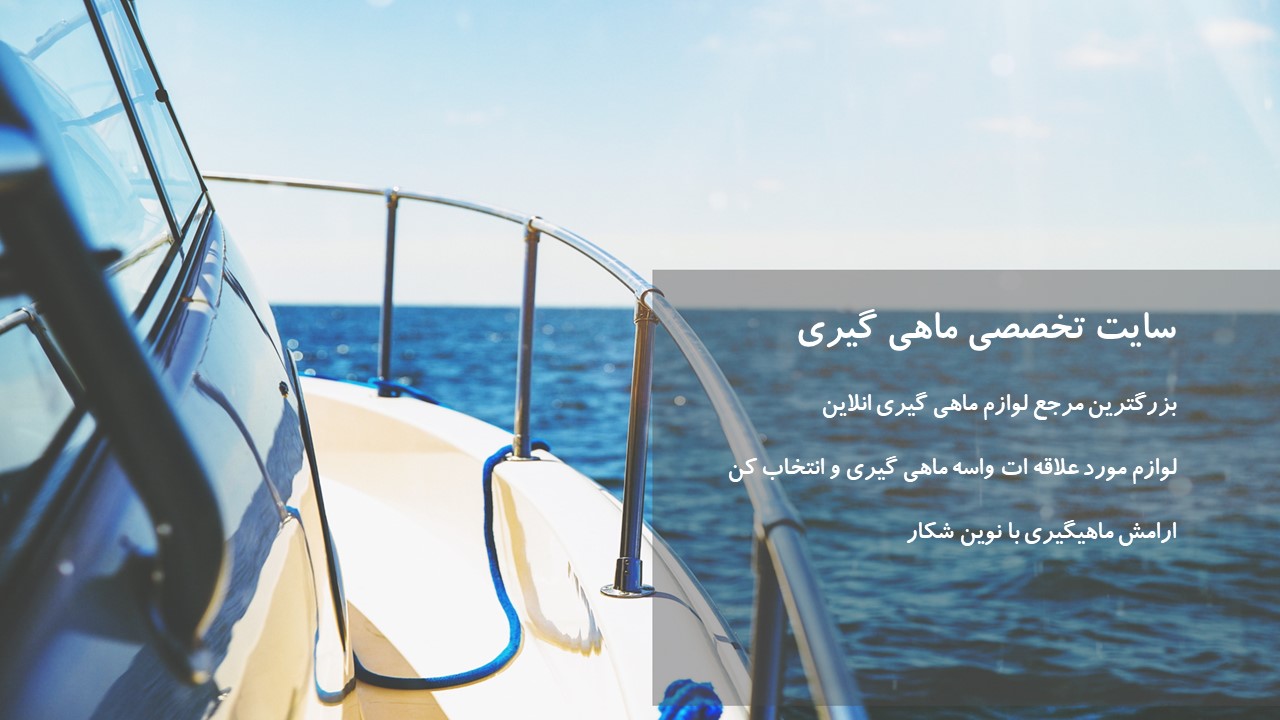 سایت تخصصی ماهی گیری
بزرگترین مرجع لوازم ماهی گیری انلاین
لوازم مورد علاقه ات واسه ماهی گیری و انتخاب کن
ارامش ماهیگیری با نوین شکار